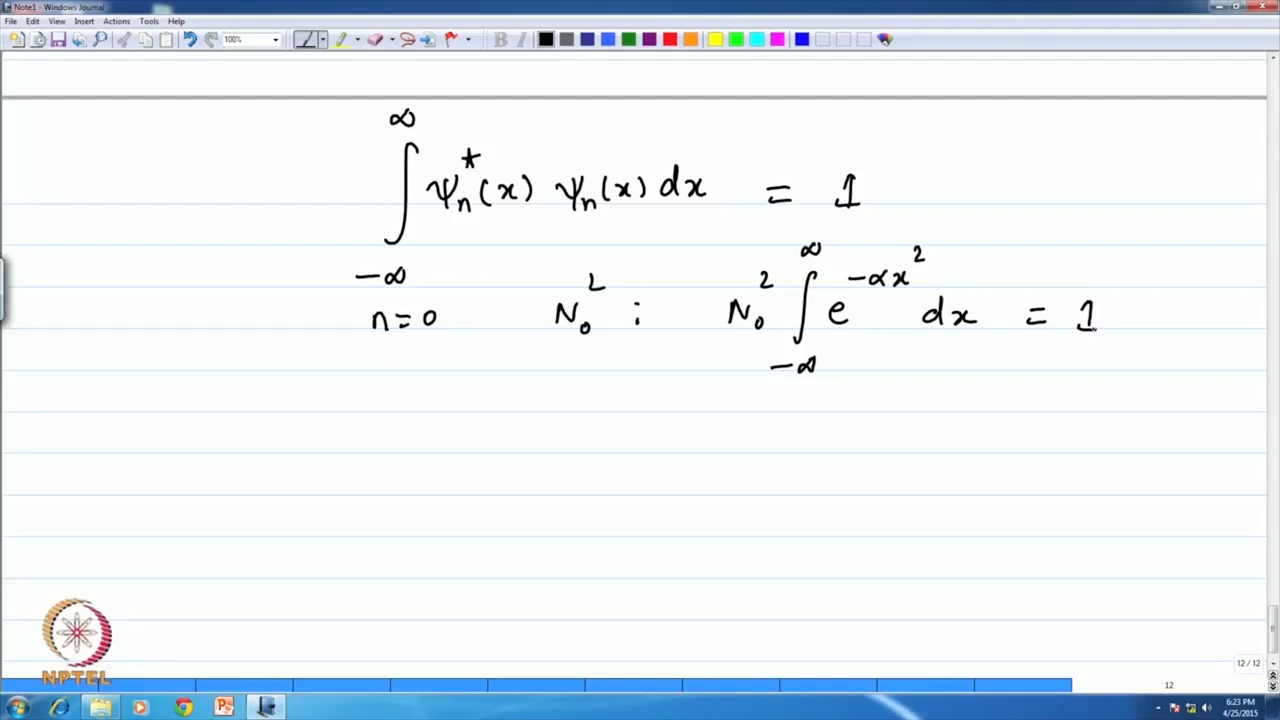 Note1 - Windows Journal
File Edit View Insert Actions Tools Help
100%
∞
∫ ψn*(x) ψn(x) dx = 1
-∞
n=0 N₀² : N₀² ∫ e^(-αx²) dx = 1
∞
-∞
NPTEL
12 / 12
12
6:23 PM
4/25/2015